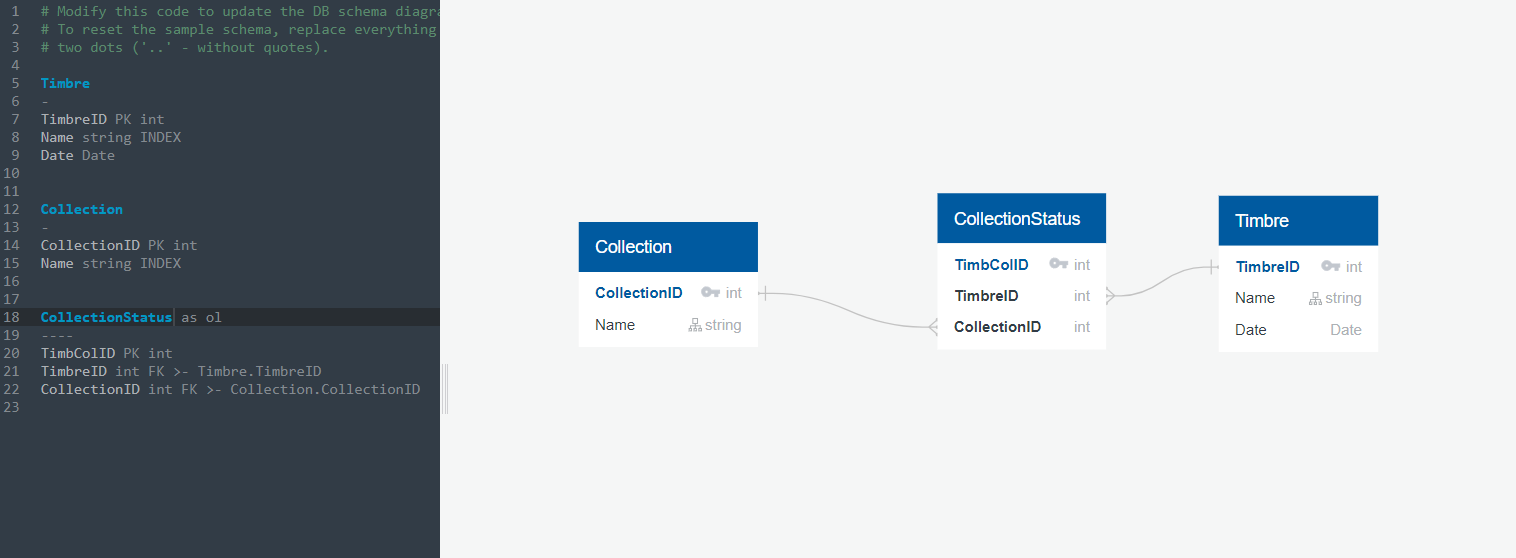 1 # Modify this code to update the DB schema diagra
2 # To reset the sample schema, replace everything
3 # two dots ('..' - without quotes).
4
5 Timbre
6 -
7 TimbreID PK int
8 Name string INDEX
9 Date Date
10
11
12 Collection
13 -
14 CollectionID PK int
15 Name string INDEX
16
17
18 CollectionStatus as ol
19 ----
20 TimbColID PK int
21 TimbreID int FK >- Timbre.TimbreID
22 CollectionID int FK >- Collection.CollectionID
23
Collection
CollectionID int
Name string
CollectionStatus
TimbColID int
TimbreID int
CollectionID int
Timbre
TimbreID int
Name string
Date Date